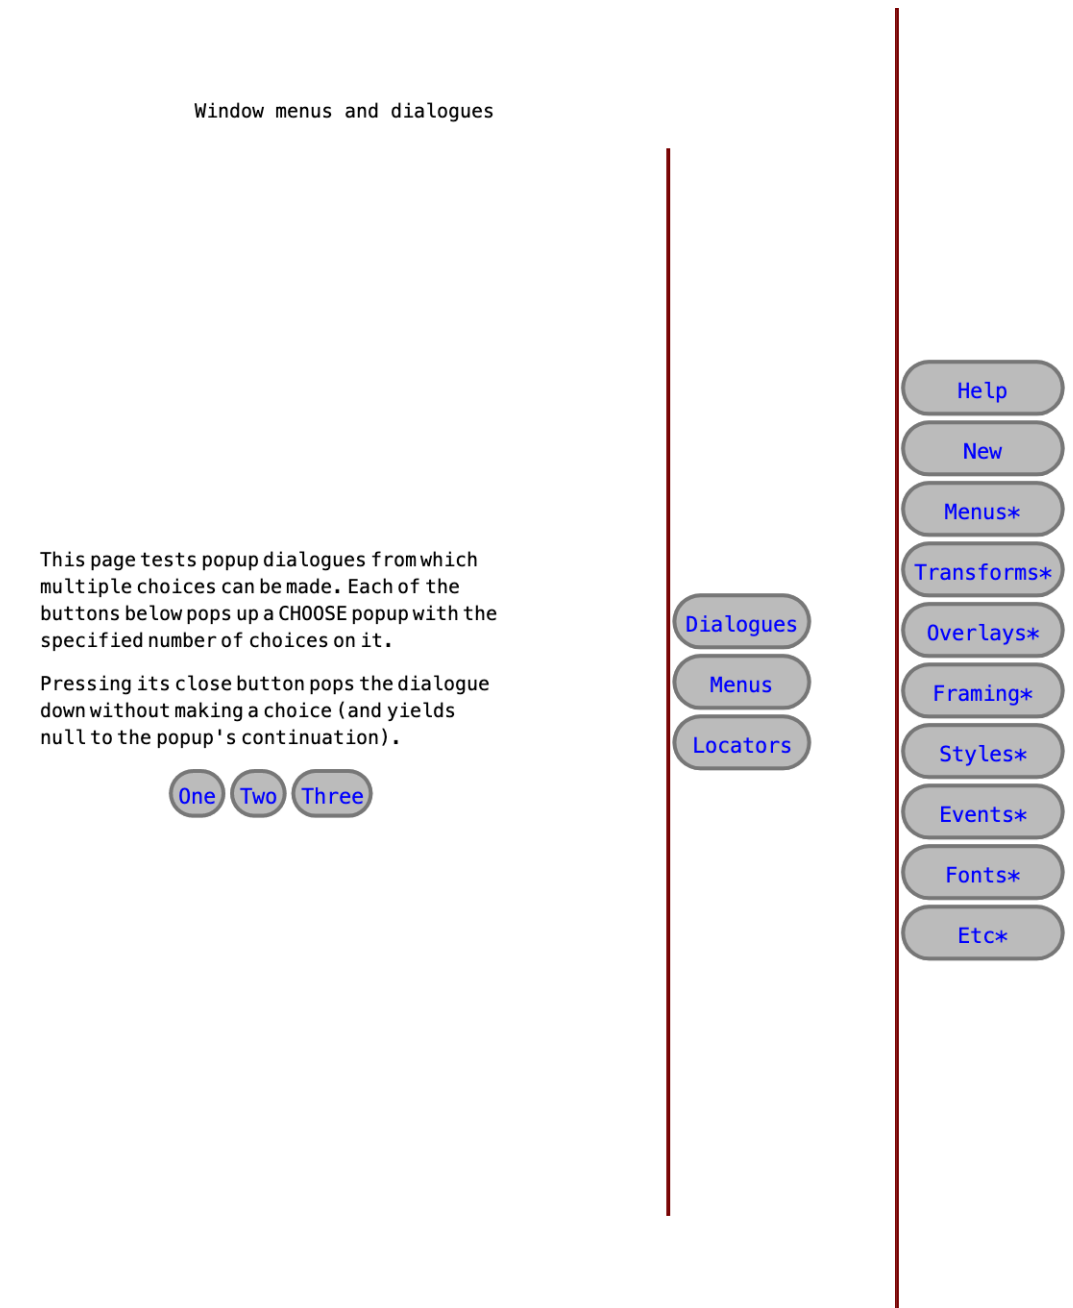 Window menus and dialogues
This page tests popup dialogues from which
multiple choices can be made. Each of the
buttons below pops up a CHOOSE popup with the
specified number of choices on it.
Pressing its close button pops the dialogue
down without making a choice (and yields
null to the popup's continuation).
One Two Three
Dialogues
Menus
Locators
Help
New
Menus*
Transforms*
Overlays*
Framing*
Styles*
Events*
Fonts*
Etc*